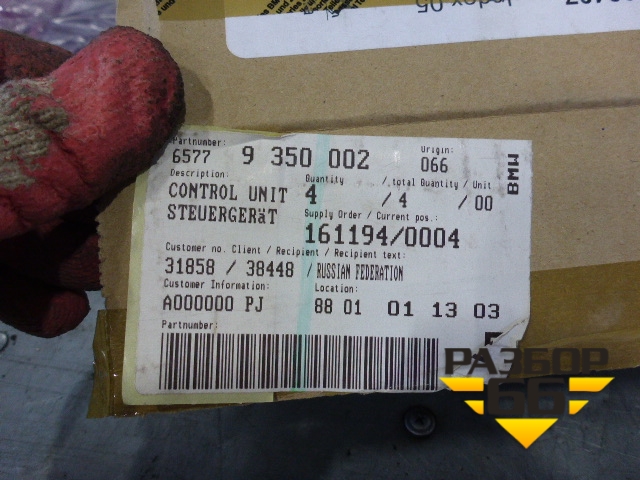 Index 05
Partnumber: Origin:
6577 9 350 002 066
BMW
Description: Quantity / total Quantity / Unit
CONTROL UNIT 4 / 4 / 00
STEUERGERäT Supply Order / Current pos.:
161194/0004
Customer no. Client / Recipient / Recipient text:
31858 / 38448 / RUSSIAN FEDERATION
Customer Information: Location:
A000000 PJ 88 01 01 13 03
Partnumber:
РАЗБОР
66